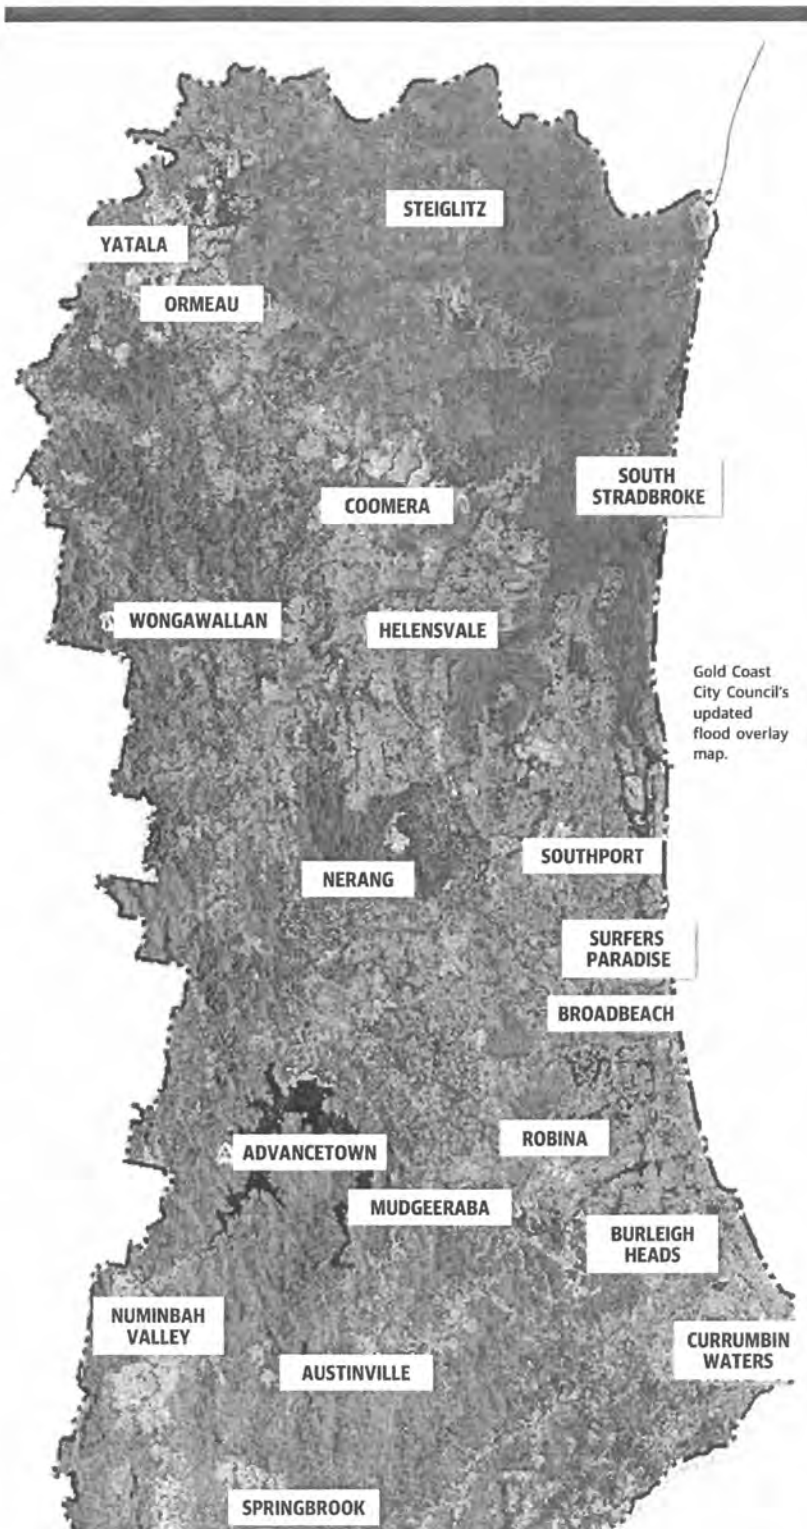 STEIGLITZ
YATALA
ORMEAU
SOUTH
STRADBROKE
COOMERA
WONGAWALLAN
HELENSVALE
Gold Coast
City Council's
updated
flood overlay
map.
SOUTHPORT
NERANG
SURFERS
PARADISE
BROADBEACH
ROBINA
ADVANCETOWN
MUDGEERABA
BURLEIGH
HEADS
NUMINBAH
VALLEY
CURRUMBIN
WATERS
AUSTINVILLE
SPRINGBROOK